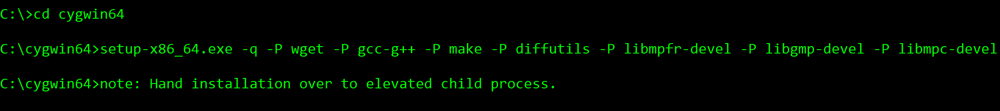 C:\>cd cygwin64
C:\cygwin64>setup-x86_64.exe -q -P wget -P gcc-g++ -P make -P diffutils -P libmpfr-devel -P libgmp-devel -P libmpc-devel
C:\cygwin64>note: Hand installation over to elevated child process.